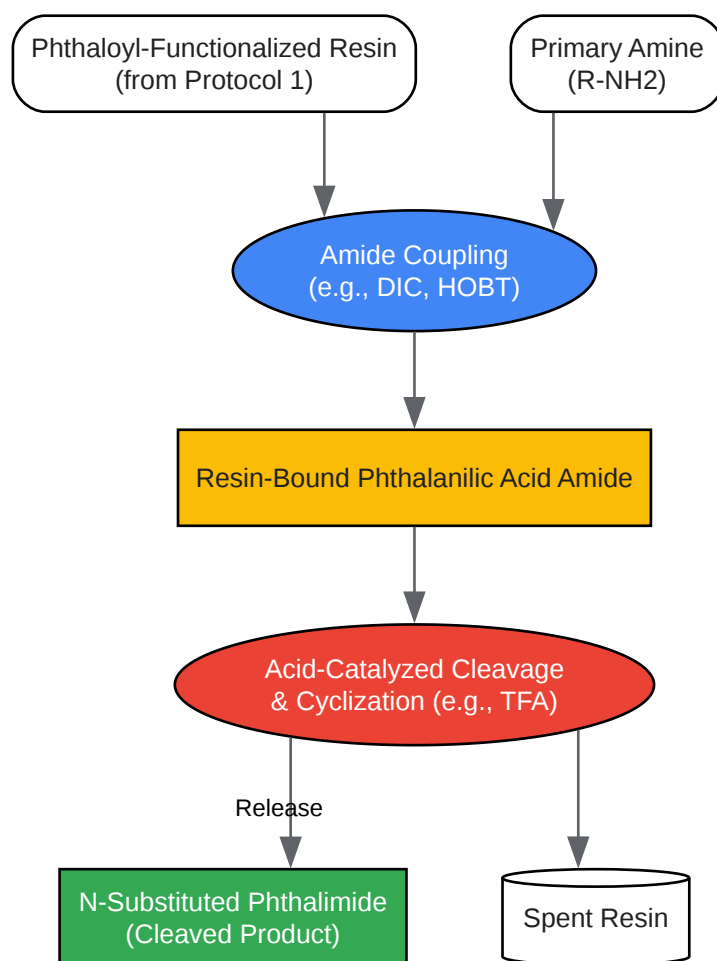 Phthaloyl-Functionalized Resin
(from Protocol 1)
Primary Amine
(R-NH2)
Amide Coupling
(e.g., DIC, HOBT)
Resin-Bound Phthalanilic Acid Amide
Acid-Catalyzed Cleavage
& Cyclization (e.g., TFA)
Release
N-Substituted Phthalimide
(Cleaved Product)
Spent Resin